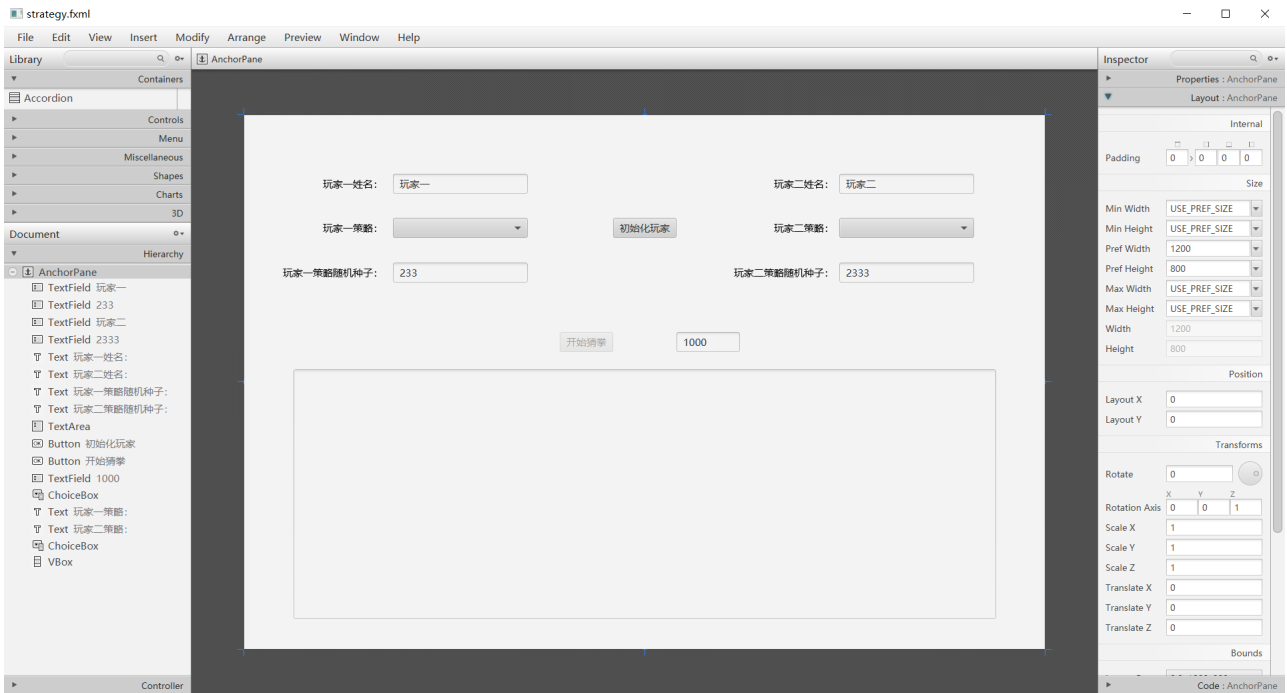 strategy.fxml
File Edit View Insert Modify Arrange Preview Window Help
Library
Containers
Accordion
Controls
Menu
Miscellaneous
Shapes
Charts
3D
Document
Hierarchy
AnchorPane
TextField 玩家一
TextField 233
TextField 玩家二
TextField 2333
Text 玩家一姓名：
Text 玩家二姓名：
Text 玩家一策略随机种子：
Text 玩家二策略随机种子：
TextArea
Button 初始化玩家
Button 开始猜拳
TextField 1000
ChoiceBox
Text 玩家一策略：
Text 玩家二策略：
ChoiceBox
VBox
Controller
AnchorPane
玩家一姓名： 玩家一 玩家二姓名： 玩家二
玩家一策略： 初始化玩家 玩家二策略：
玩家一策略随机种子： 233 玩家二策略随机种子： 2333
开始猜拳 1000
Inspector
Properties : AnchorPane
Layout : AnchorPane
Internal
Padding 0 0 0 0
Size
Min Width USE_PREF_SIZE
Min Height USE_PREF_SIZE
Pref Width 1200
Pref Height 800
Max Width USE_PREF_SIZE
Max Height USE_PREF_SIZE
Width 1200
Height 800
Position
Layout X 0
Layout Y 0
Transforms
Rotate 0
X Y Z
Rotation Axis 0 0 1
Scale X 1
Scale Y 1
Scale Z 1
Translate X 0
Translate Y 0
Translate Z 0
Bounds
Code : AnchorPane